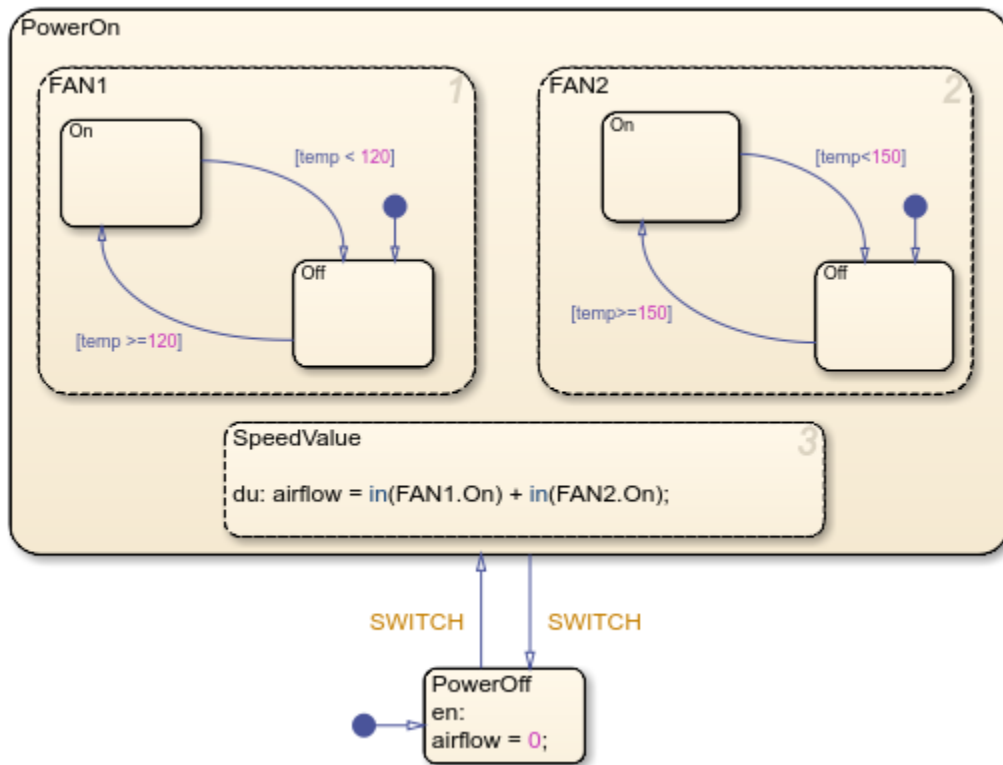 PowerOn
FAN1
1
On
[temp < 120]
Off
[temp >=120]
FAN2
2
On
[temp<150]
Off
[temp>=150]
SpeedValue
3
du: airflow = in(FAN1.On) + in(FAN2.On);
SWITCH
SWITCH
PowerOff
en:
airflow = 0;